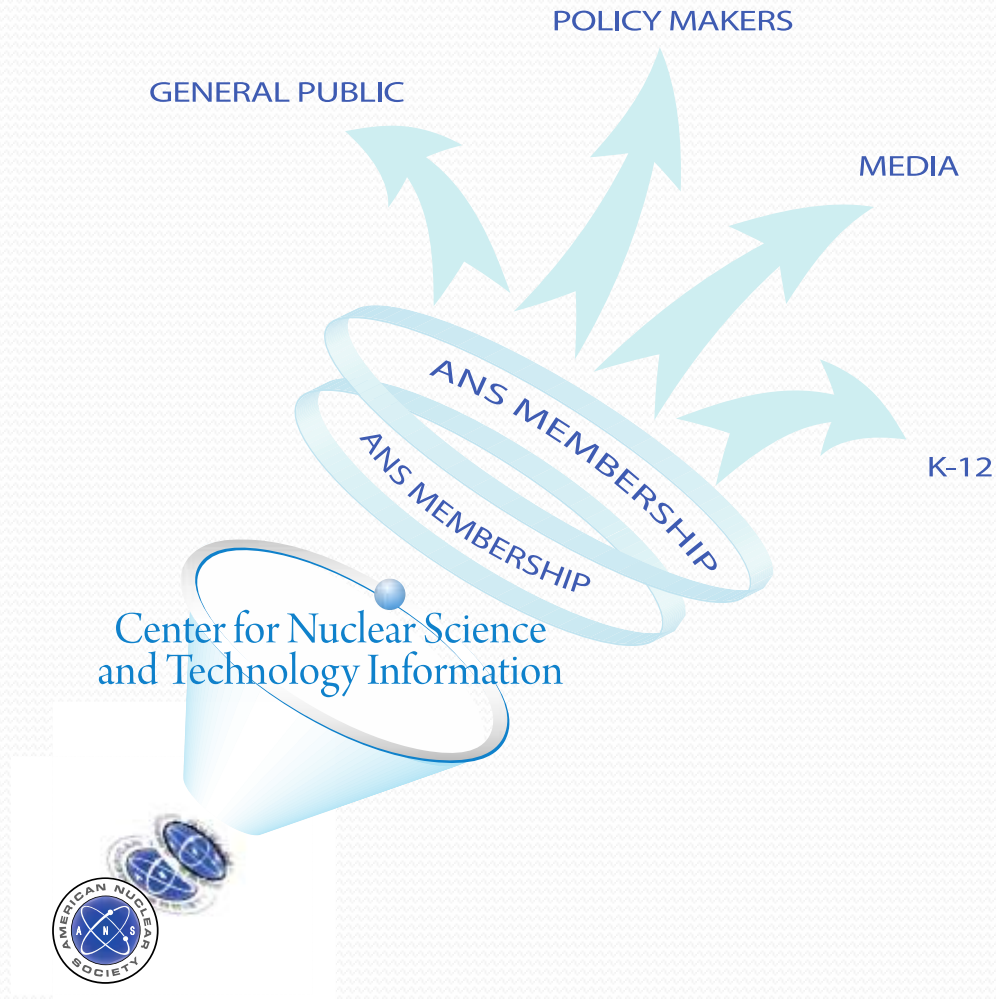 POLICY MAKERS
GENERAL PUBLIC
MEDIA
K-12
ANS MEMBERSHIP
ANS MEMBERSHIP
Center for Nuclear Science
and Technology Information
AMERICAN NUCLEAR
SOCIETY
A N S